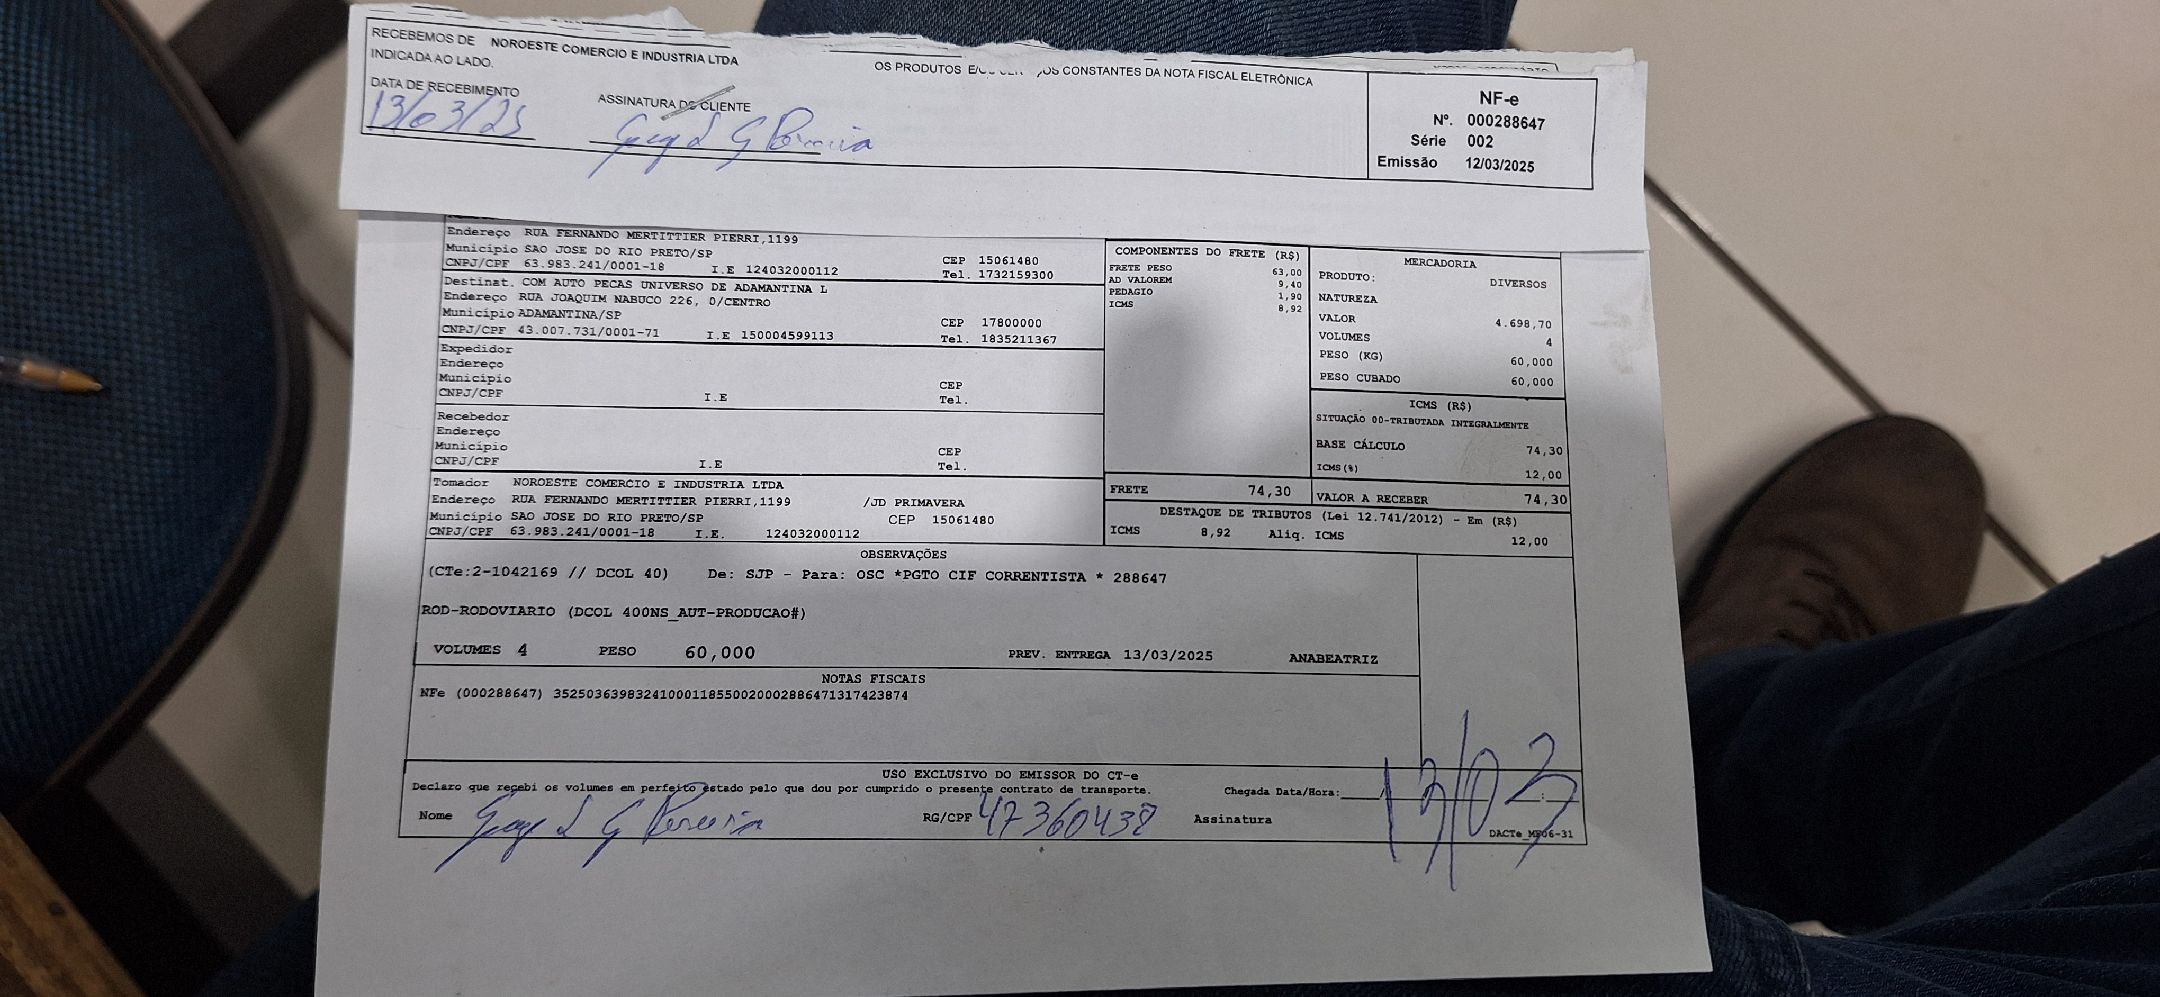 RECEBEMOS DE NOROESTE COMERCIO E INDUSTRIA LTDA OS PRODUTOS CONSTANTES DA NOTA FISCAL ELETRÔNICA
INDICADA AO LADO.
DATA DE RECEBIMENTO
13/03/25
ASSINATURA DO CLIENTE
G Pereira
NF-e
Nº. 000288647
Série 002
Emissão 12/03/2025
Endereço RUA FERNANDO MERTITTIER PIERRI,1199
Município SAO JOSE DO RIO PRETO/SP CEP 15061480
CNPJ/CPF 63.983.241/0001-18 I.E 124032000112 Tel. 1732159300
Destinat. COM AUTO PECAS UNIVERSO DE ADAMANTINA L
Endereço RUA JOAQUIM NABUCO 226, 0/CENTRO
Município ADAMANTINA/SP CEP 17800000
CNPJ/CPF 43.007.731/0001-71 I.E 150004599113 Tel. 1835211367
Expedidor
Endereço
Município CEP
CNPJ/CPF I.E Tel.
Recebedor
Endereço
Município CEP
CNPJ/CPF I.E Tel.
Tomador NOROESTE COMERCIO E INDUSTRIA LTDA
Endereço RUA FERNANDO MERTITTIER PIERRI,1199 /JD PRIMAVERA
Município SAO JOSE DO RIO PRETO/SP CEP 15061480
CNPJ/CPF 63.983.241/0001-18 I.E. 124032000112
COMPONENTES DO FRETE (R$)
FRETE PESO 63,00
AD VALOREM 9,40
PEDAGIO 1,90
ICMS 8,92
FRETE 74,30
MERCADORIA
PRODUTO: DIVERSOS
NATUREZA
VALOR 4.698,70
VOLUMES 4
PESO (KG) 60,000
PESO CUBADO 60,000
ICMS (R$)
SITUAÇÃO 00-TRIBUTADA INTEGRALMENTE
BASE CÁLCULO 74,30
ICMS(%) 12,00
VALOR A RECEBER 74,30
DESTAQUE DE TRIBUTOS (Lei 12.741/2012) - Em (R$)
ICMS 8,92 Aliq. ICMS 12,00
OBSERVAÇÕES
(CTe:2-1042169 // DCOL 40) De: SJP - Para: OSC *PGTO CIF CORRENTISTA * 288647
ROD-RODOVIARIO (DCOL 400NS_AUT-PRODUCAO#)
VOLUMES 4 PESO 60,000 PREV. ENTREGA 13/03/2025 ANABEATRIZ
NOTAS FISCAIS
NFe (000288647) 35250363983241000118550020002886471317423874
USO EXCLUSIVO DO EMISSOR DO CT-e
Declaro que recebi os volumes em perfeito estado pelo que dou por cumprido o presente contrato de transporte. Chegada Data/Hora:
13/03
Nome G Pereira RG/CPF 47360438 Assinatura
DACTe_MF06-31